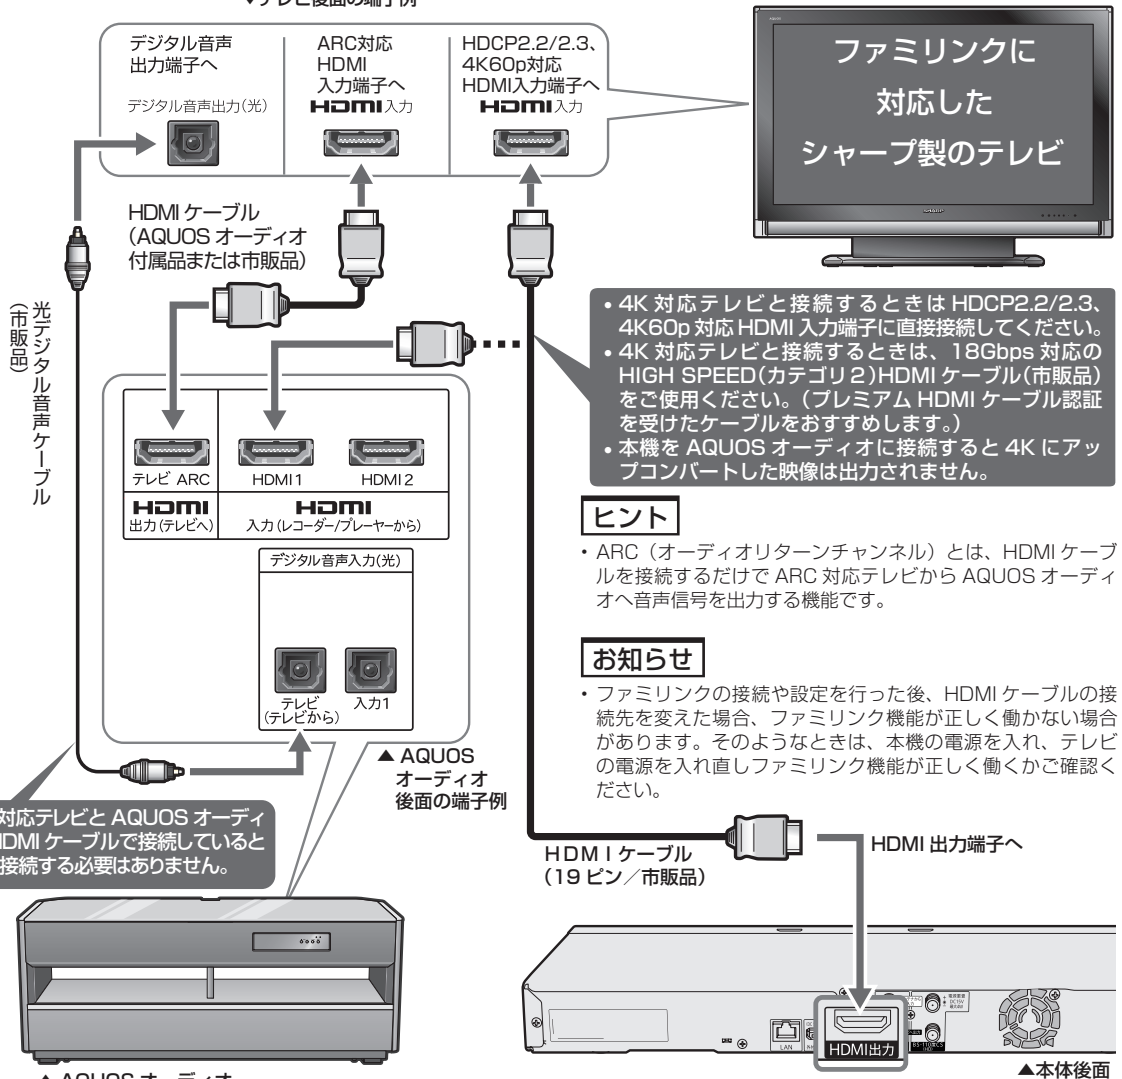 ▼テレビ後面の端子例
デジタル音声
出力端子へ
デジタル音声出力（光）
ARC対応
HDMI
入力端子へ
HDMI入力
HDCP2.2/2.3、
4K60p対応
HDMI入力端子へ
HDMI入力
ファミリンクに
対応した
シャープ製のテレビ
SHARP
HDMI ケーブル
（AQUOS オーディオ
付属品または市販品）
光デジタル音声ケーブル
（市販品）
• 4K 対応テレビと接続するときは HDCP2.2/2.3、
4K60p 対応 HDMI 入力端子に直接接続してください。
• 4K 対応テレビと接続するときは、18Gbps 対応の
HIGH SPEED（カテゴリ２）HDMI ケーブル（市販品）
をご使用ください。（プレミアム HDMI ケーブル認証
を受けたケーブルをおすすめします。）
• 本機を AQUOS オーディオに接続すると 4K にアッ
プコンバートした映像は出力されません。
テレビ ARC
HDMI1
HDMI2
HDMI
出力（テレビへ）
HDMI
入力（レコーダー/プレーヤーから）
デジタル音声入力（光）
テレビ
（テレビから）
入力1
▲ AQUOS
オーディオ
後面の端子例
ヒント
• ARC（オーディオリターンチャンネル）とは、HDMI ケーブ
ルを接続するだけで ARC 対応テレビから AQUOS オーディ
オへ音声信号を出力する機能です。
お知らせ
• ファミリンクの接続や設定を行った後、HDMI ケーブルの接
続先を変えた場合、ファミリンク機能が正しく働かない場合
があります。そのようなときは、本機の電源を入れ、テレビ
の電源を入れ直しファミリンク機能が正しく働くかご確認く
ださい。
対応テレビと AQUOS オーディ
HDMI ケーブルで接続していると
接続する必要はありません。
ＨＤＭＩケーブル
（19 ピン／市販品）
HDMI 出力端子へ
LAN
HDMI出力
▲本体後面
▲ AQUOS オーディオ